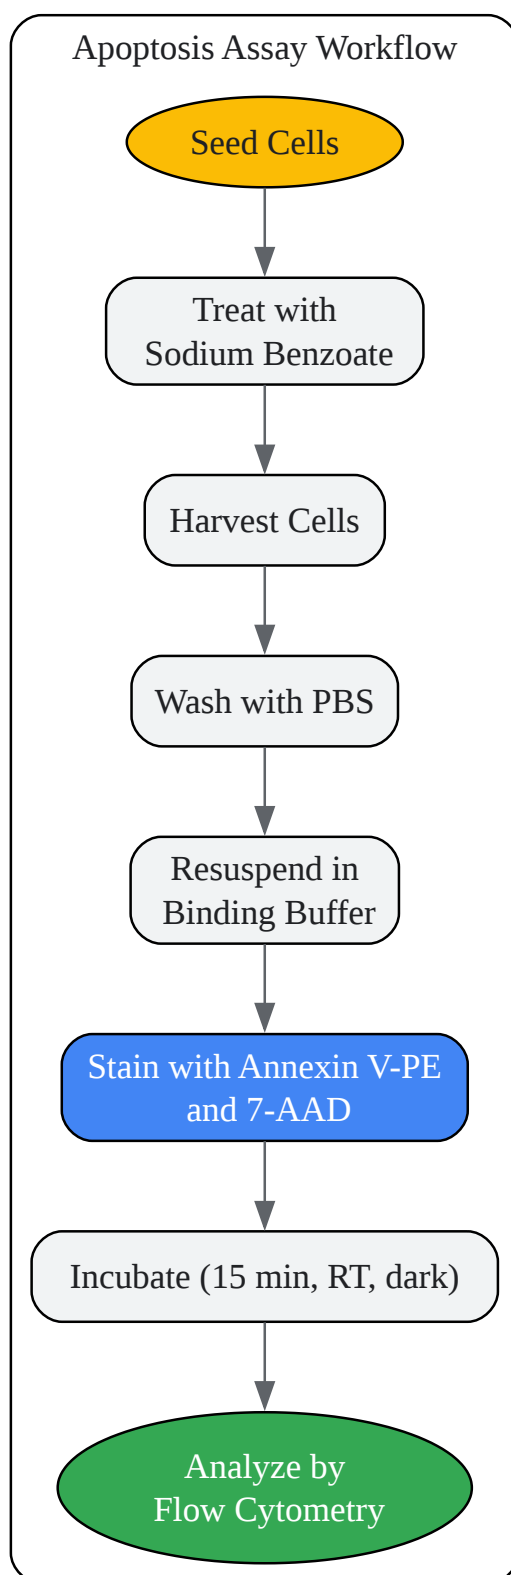 Apoptosis Assay Workflow
Seed Cells
Treat with
Sodium Benzoate
Harvest Cells
Wash with PBS
Resuspend in
Binding Buffer
Stain with Annexin V-PE
and 7-AAD
Incubate (15 min, RT, dark)
Analyze by
Flow Cytometry